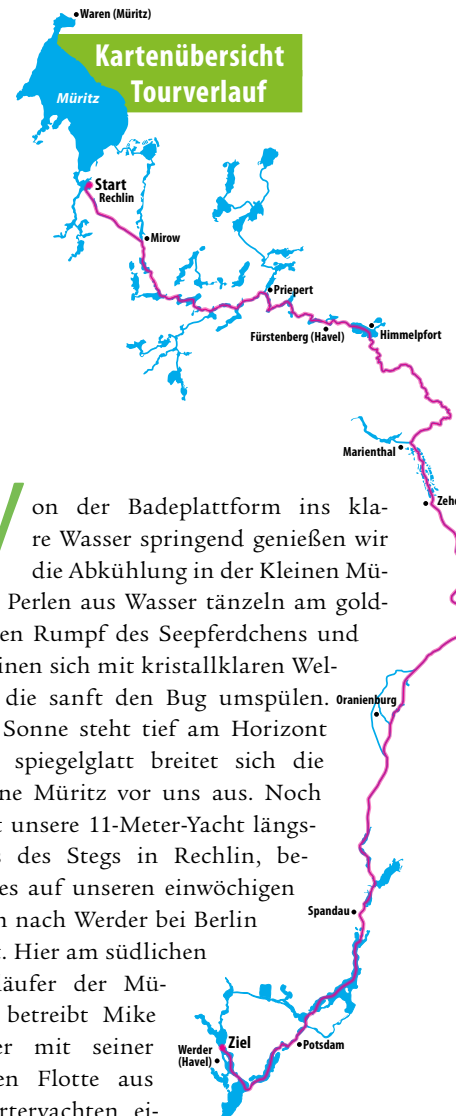 Waren (Müritz)
Kartenübersicht
Tourverlauf
Müritz
Start
Rechlin
Mirow
Priepert
Fürstenberg (Havel)
Himmelpfort
Marienthal
Zehd
Oranienburg
Spandau
Potsdam
Ziel
Werder
(Havel)
Von der Badeplattform ins kla-
re Wasser springend genießen wir
die Abkühlung in der Kleinen Mü-
Perlen aus Wasser tänzeln am gold-
en Rumpf des Seepferdchens und
inen sich mit kristallklaren Wel-
die sanft den Bug umspülen.
Sonne steht tief am Horizont
spiegelglatt breitet sich die
ne Müritz vor uns aus. Noch
t unsere 11-Meter-Yacht längs-
s des Stegs in Rechlin, be-
es auf unseren einwöchigen
n nach Werder bei Berlin
t. Hier am südlichen
läufer der Mü-
betreibt Mike
er mit seiner
en Flotte aus
rteryachten ei-